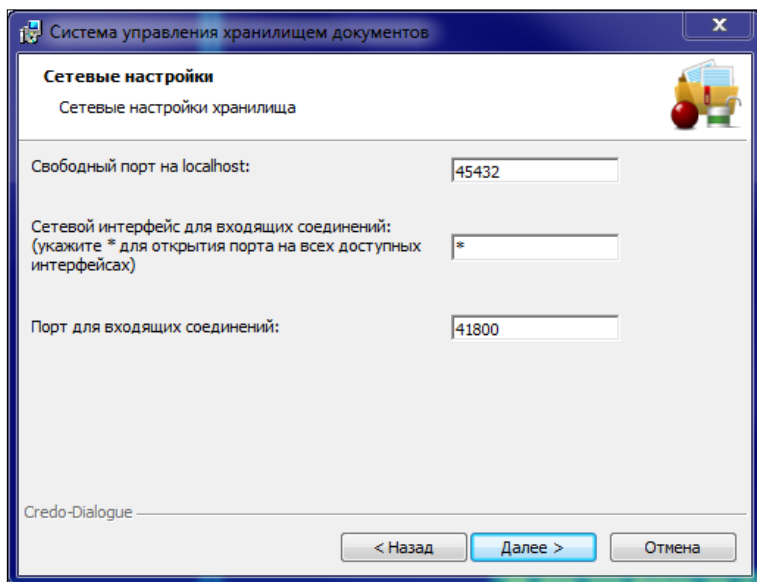 Система управления хранилищем документов
x
Сетевые настройки
Сетевые настройки хранилища
Свободный порт на localhost:
45432
Сетевой интерфейс для входящих соединений:
(укажите * для открытия порта на всех доступных
интерфейсах)
*
Порт для входящих соединений:
41800
Credo-Dialogue
< Назад
Далее >
Отмена